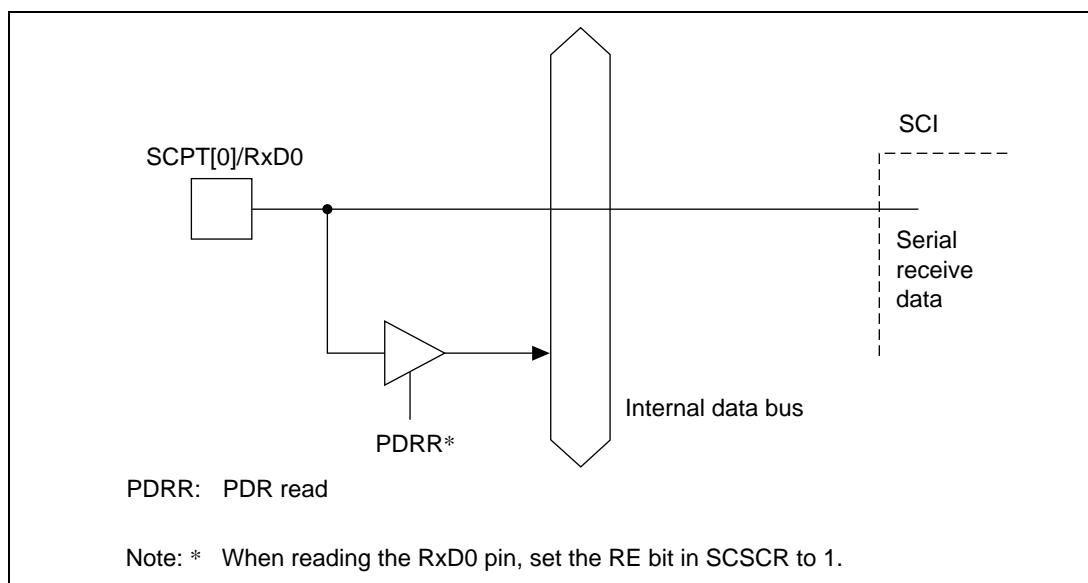 SCI
SCPT[0]/RxD0
Serial
receive
data
Internal data bus
PDRR*
PDRR: PDR read
Note: * When reading the RxD0 pin, set the RE bit in SCSCR to 1.